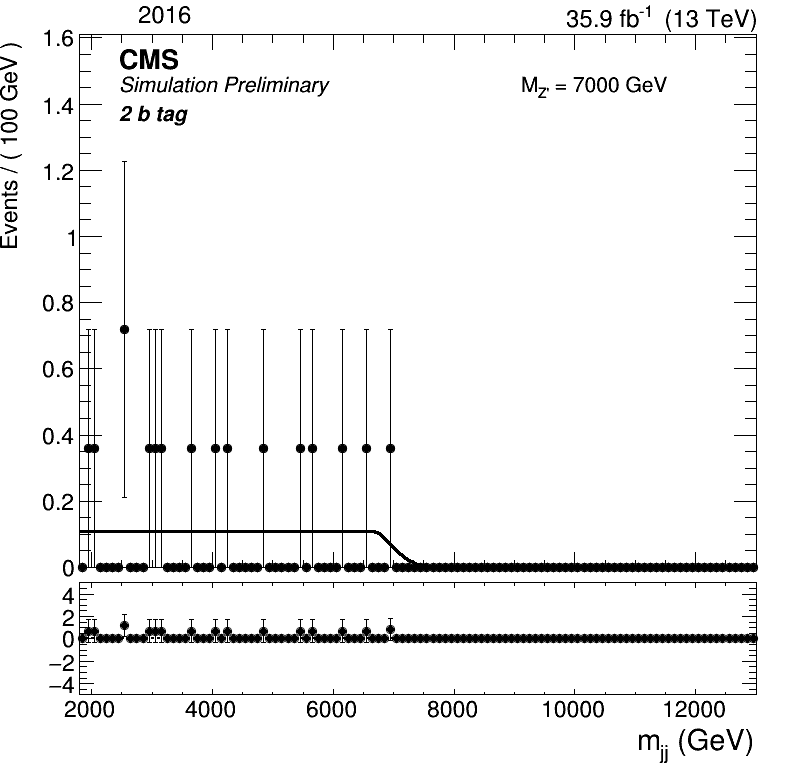 2016
35.9 fb-1 (13 TeV)
CMS
Simulation Preliminary
2 b tag
MZ' = 7000 GeV
Events / ( 100 GeV )
1.6
1.4
1.2
1
0.8
0.6
0.4
0.2
0
4
2
0
−2
−4
2000 4000 6000 8000 10000 12000
mjj (GeV)